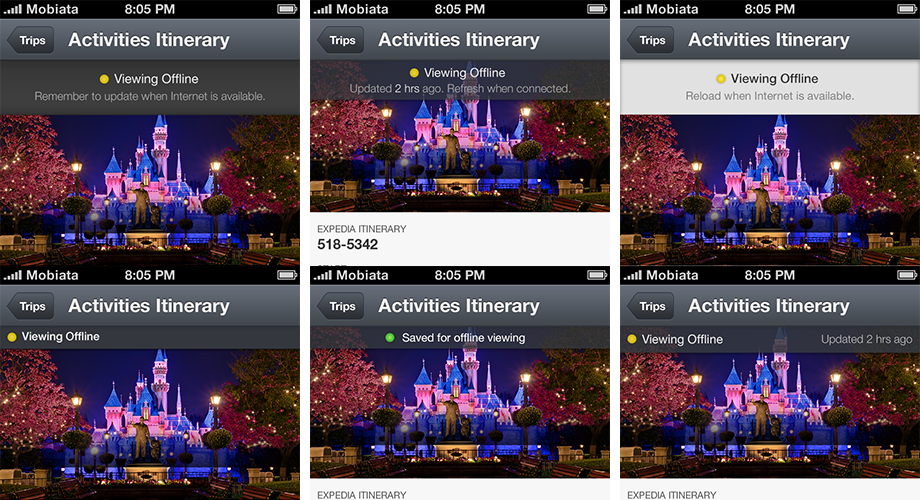 Mobiata 8:05 PM
Trips Activities Itinerary
Viewing Offline
Remember to update when Internet is available.
Mobiata 8:05 PM
Trips Activities Itinerary
Viewing Offline
Updated 2 hrs ago. Refresh when connected.
EXPEDIA ITINERARY
518-5342
Mobiata 8:05 PM
Trips Activities Itinerary
Viewing Offline
Reload when Internet is available.
Mobiata 8:05 PM
Trips Activities Itinerary
Viewing Offline
Mobiata 8:05 PM
Trips Activities Itinerary
Saved for offline viewing
EXPEDIA ITINERARY
Mobiata 8:05 PM
Trips Activities Itinerary
Viewing Offline Updated 2 hrs ago
EXPEDIA ITINERARY